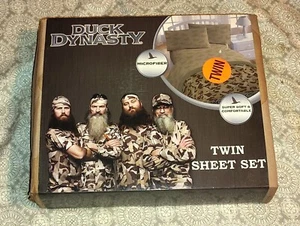 DUCK
DYNASTY
MICROFIBER
TWIN
SUPER SOFT &
COMFORTABLE
TWIN
SHEET SET